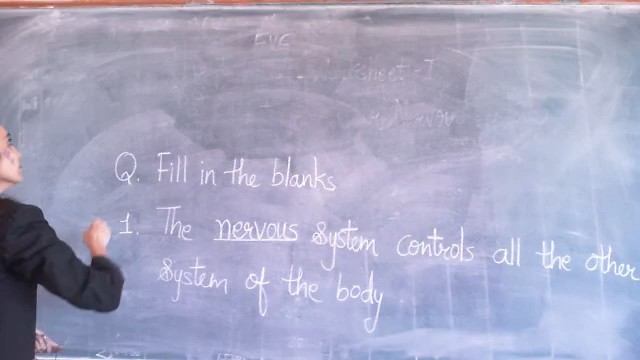 Q. Fill in the blanks
1. The nervous system controls all the other
system of the body